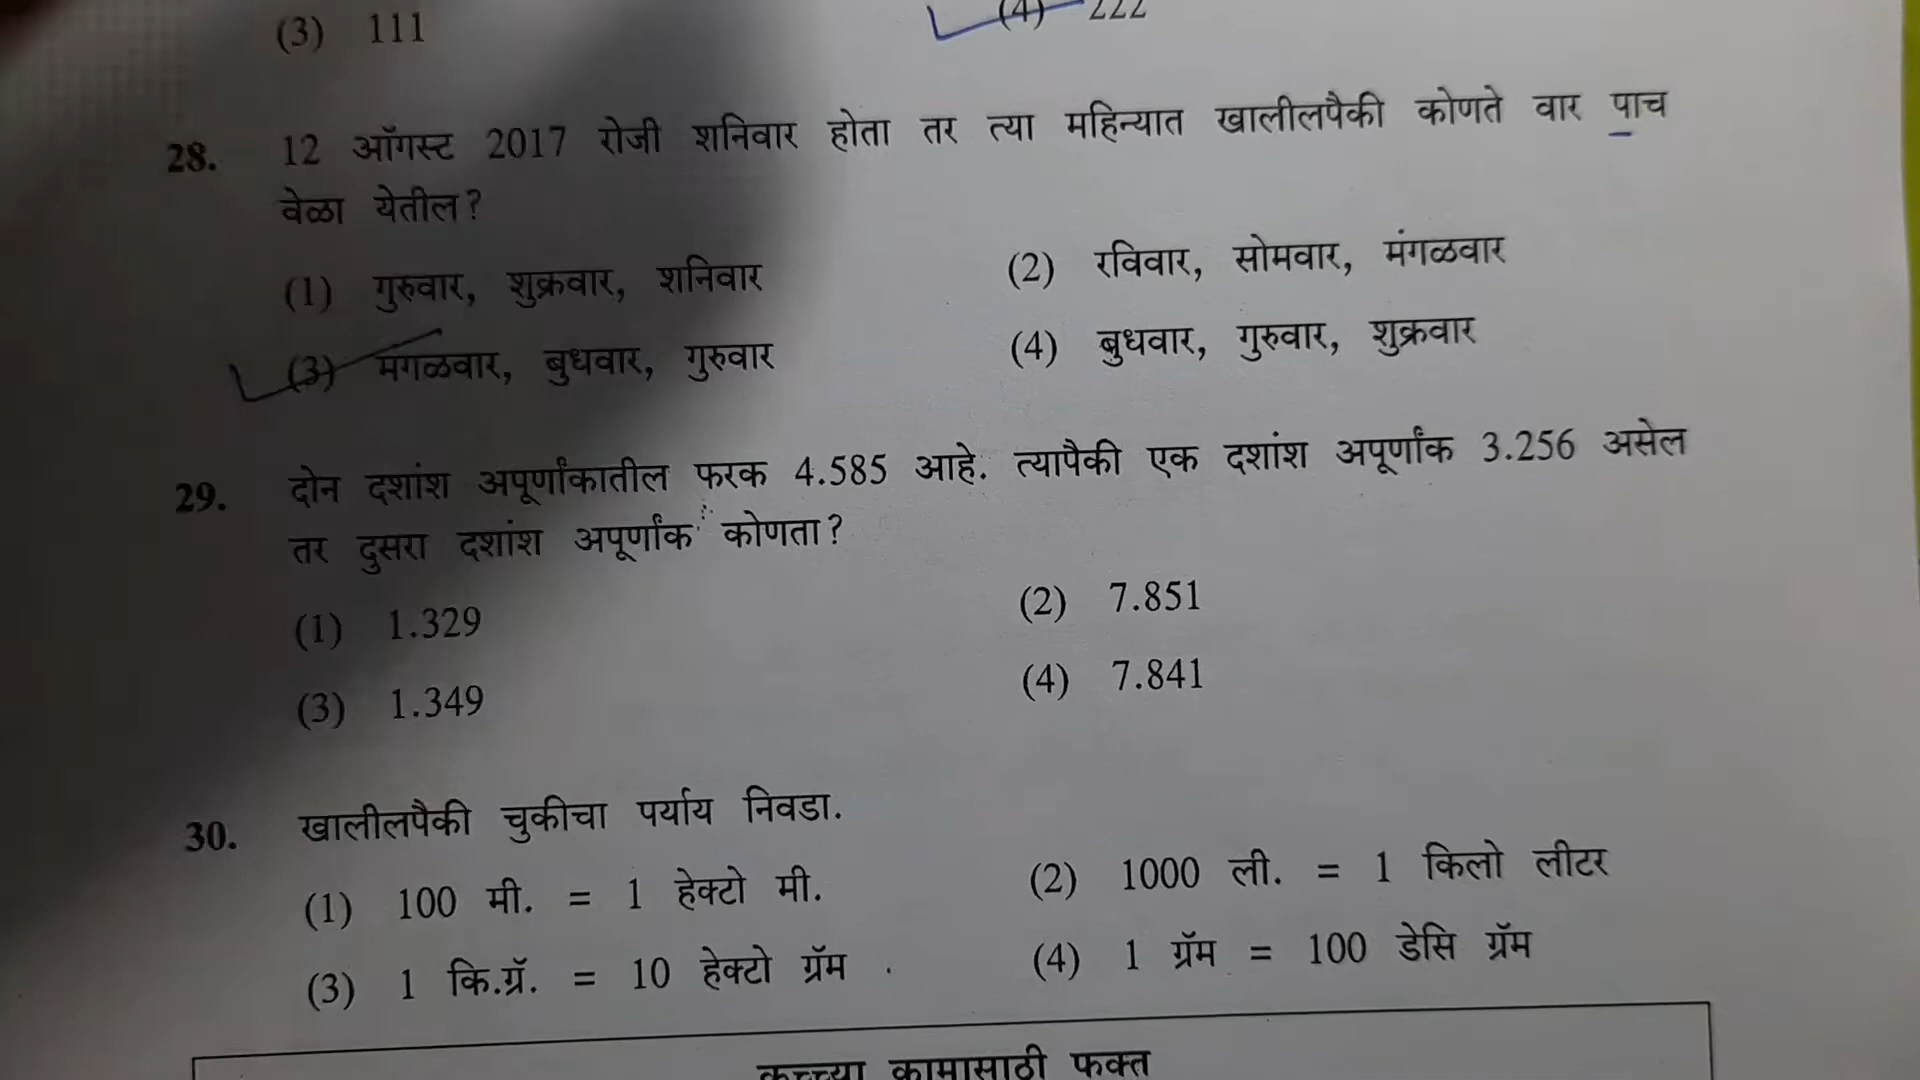 (3) 111
(4) 222
28. 12 ऑगस्ट 2017 रोजी शनिवार होता तर त्या महिन्यात खालीलपैकी कोणते वार पाच
वेळा येतील?
(1) गुरुवार, शुक्रवार, शनिवार
(2) रविवार, सोमवार, मंगळवार
(3) मंगळवार, बुधवार, गुरुवार
(4) बुधवार, गुरुवार, शुक्रवार
29. दोन दशांश अपूर्णांकातील फरक 4.585 आहे. त्यापैकी एक दशांश अपूर्णांक 3.256 असेल
तर दुसरा दशांश अपूर्णांक कोणता?
(1) 1.329
(2) 7.851
(3) 1.349
(4) 7.841
30. खालीलपैकी चुकीचा पर्याय निवडा.
(1) 100 मी. = 1 हेक्टो मी.
(2) 1000 ली. = 1 किलो लीटर
(3) 1 कि.ग्रॅ. = 10 हेक्टो ग्रॅम
(4) 1 ग्रॅम = 100 डेसि ग्रॅम
कच्च्या कामासाठी फक्त